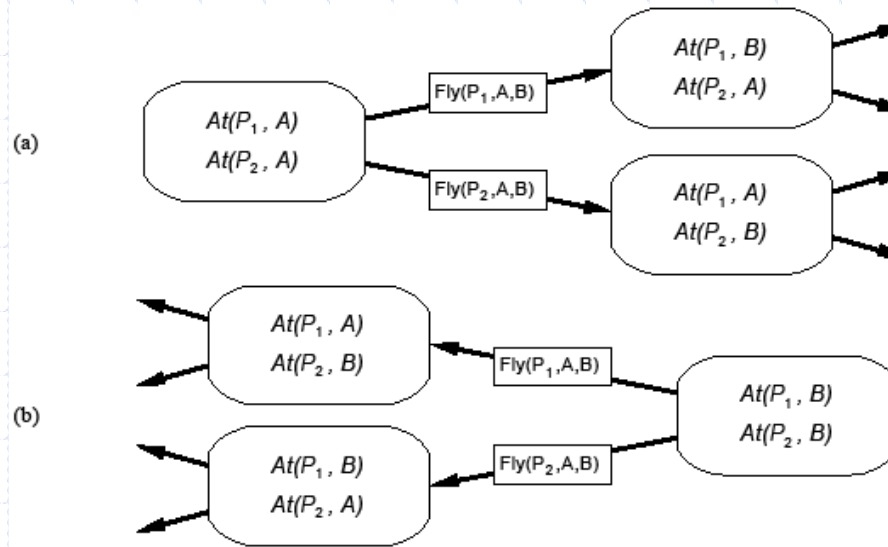 (a)
At(P₁, A)
At(P₂, A)
Fly(P₁,A,B)
At(P₁, B)
At(P₂, A)
Fly(P₂,A,B)
At(P₁, A)
At(P₂, B)
(b)
At(P₁, A)
At(P₂, B)
Fly(P₁,A,B)
At(P₁, B)
At(P₂, B)
At(P₁, B)
At(P₂, A)
Fly(P₂,A,B)